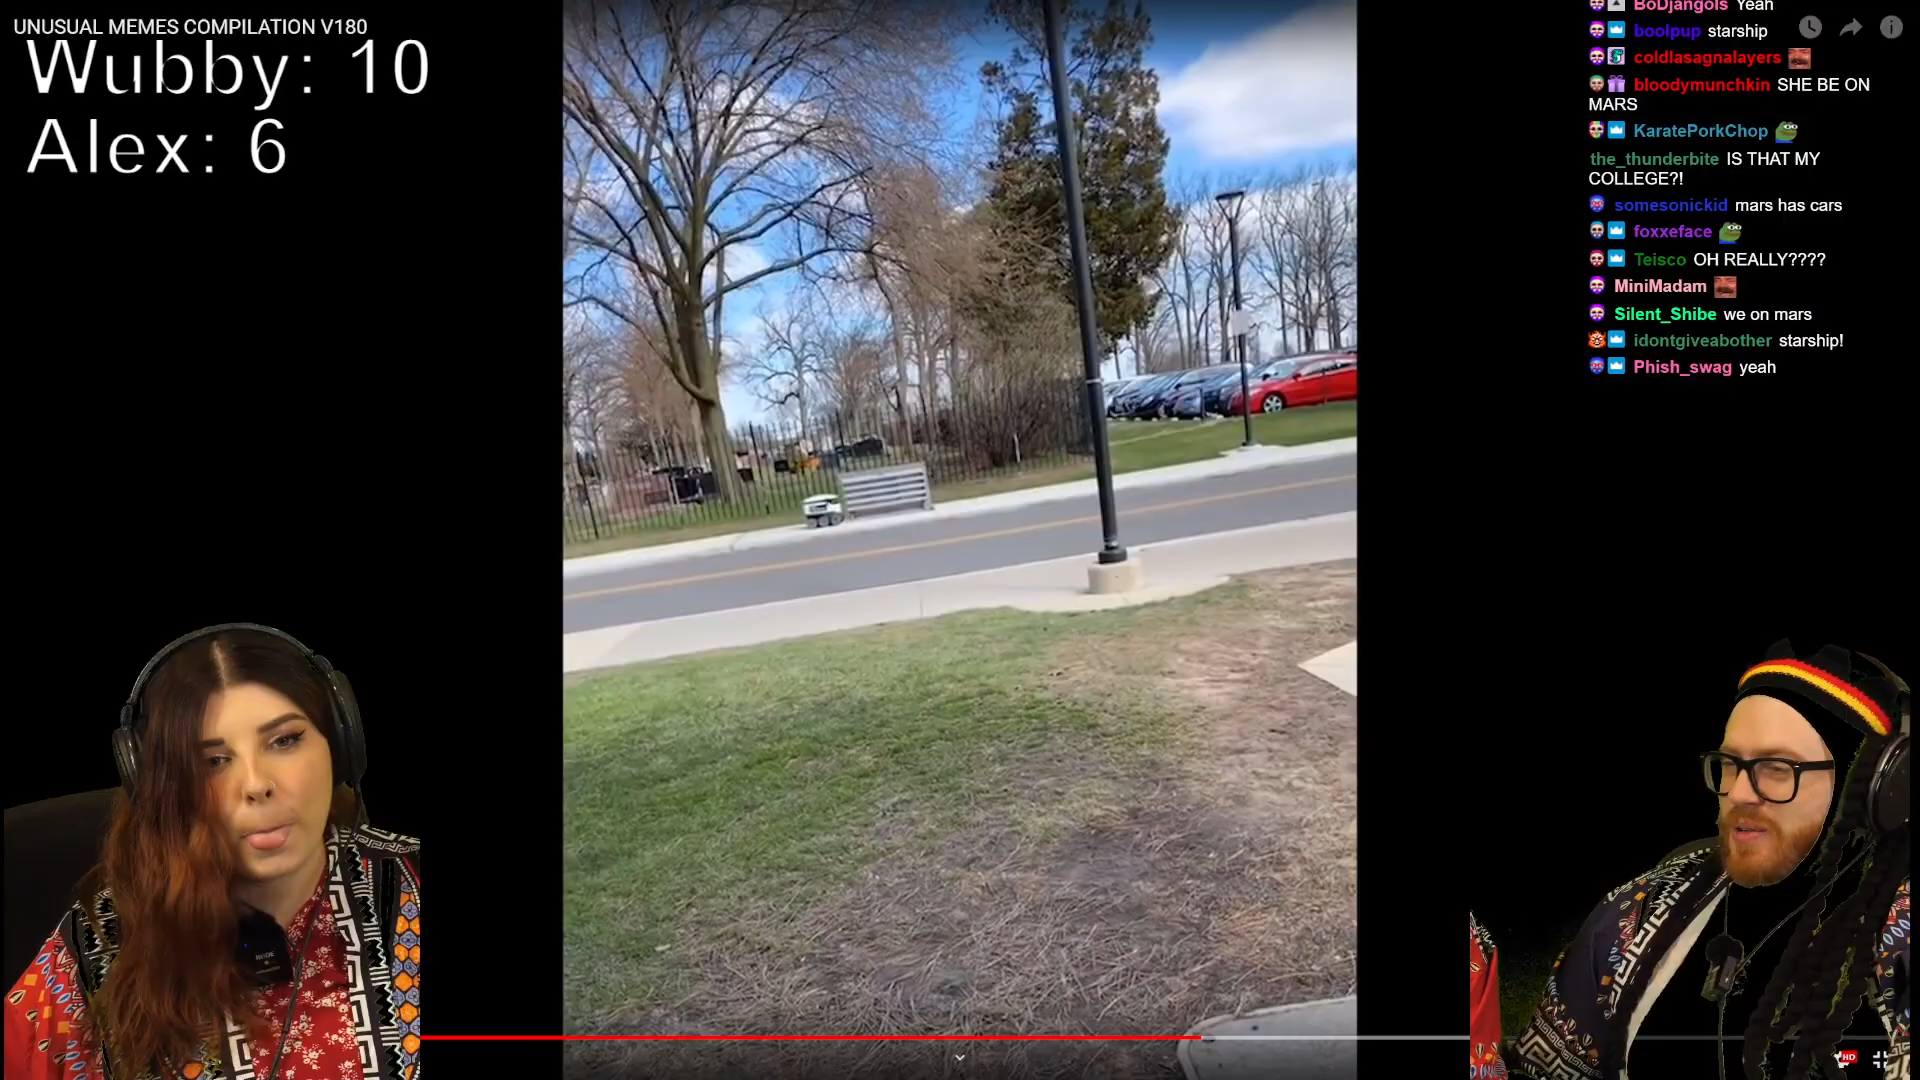 UNUSUAL MEMES COMPILATION V180
Wubby: 10
Alex: 6
BoDjangols Yeah
boolpup starship
coldlasagnalayers
bloodymunchkin SHE BE ON
MARS
KaratePorkChop
the_thunderbite IS THAT MY
COLLEGE?!
somesonickid mars has cars
foxxeface
Teisco OH REALLY????
MiniMadam
Silent_Shibe we on mars
idontgiveabother starship!
Phish_swag yeah
HD